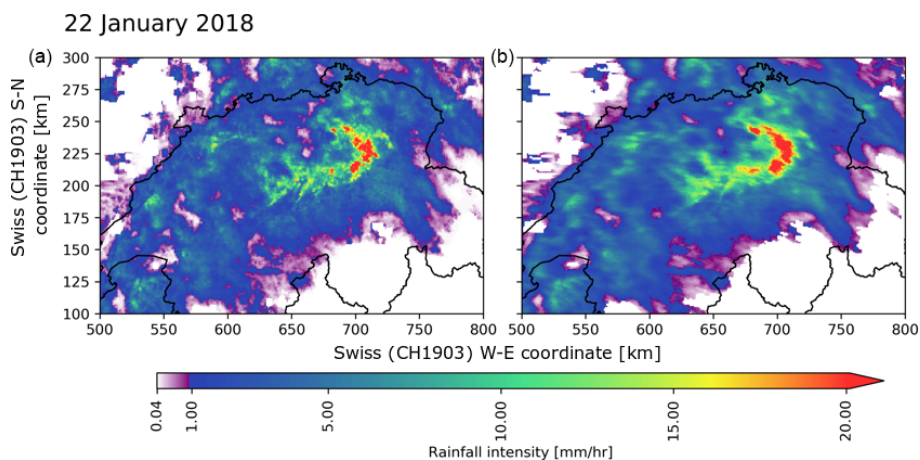 22 January 2018
(a)
(b)
Swiss (CH1903) S-N
coordinate [km]
300
275
250
225
200
175
150
125
100
500 550 600 650 700 750 800
500 550 600 650 700 750 800
Swiss (CH1903) W-E coordinate [km]
0.04 1.00 5.00 10.00 15.00 20.00
Rainfall intensity [mm/hr]